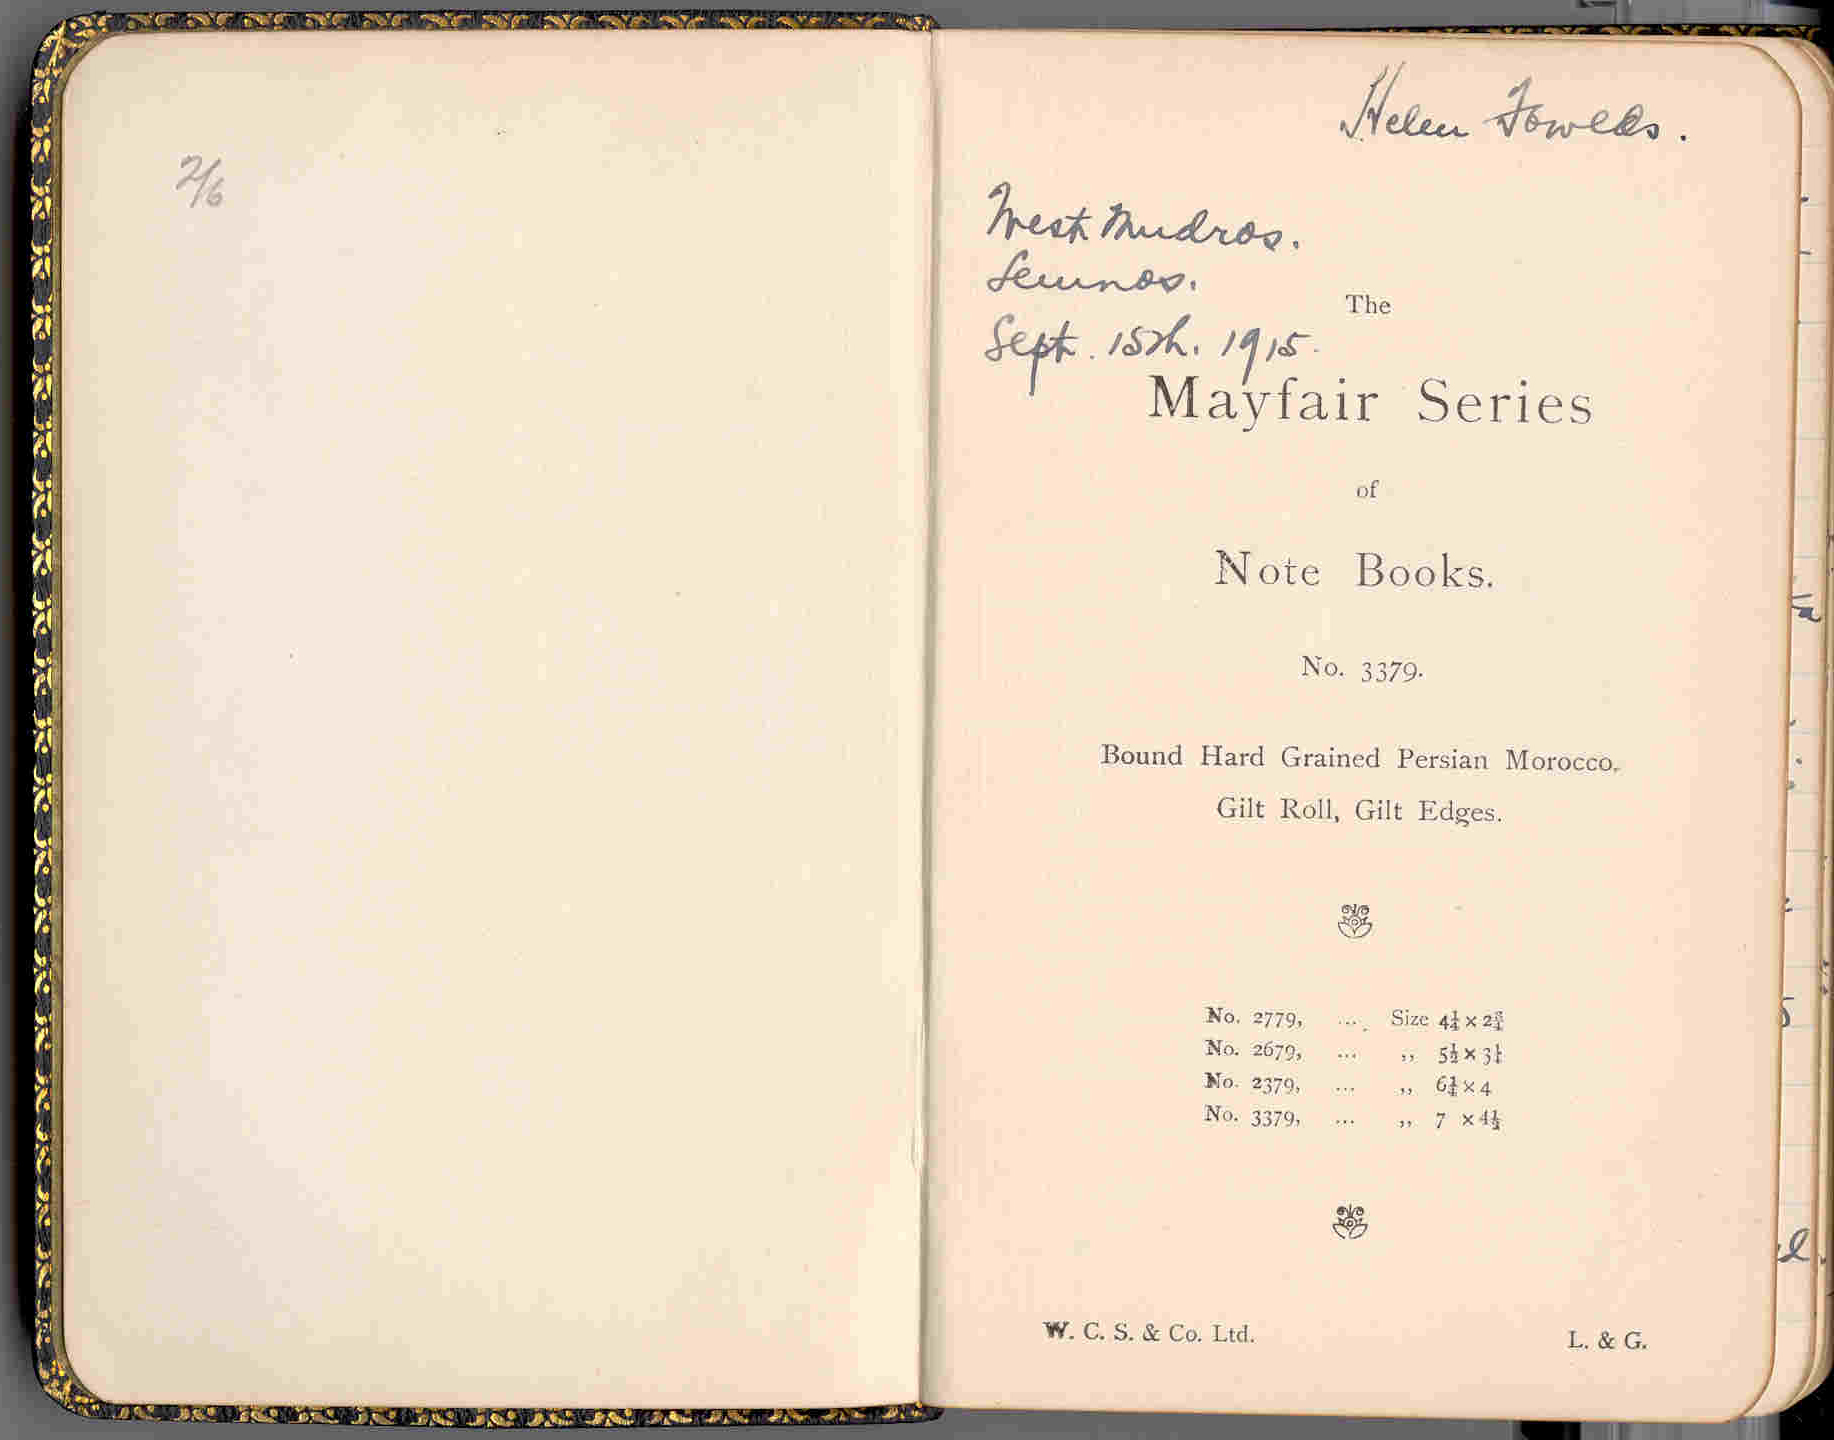 2/6
Helen Fowlds.
West Mudros.
Lemnos.
Sept. 15th. 1915.
The
Mayfair Series
of
Note Books.
No. 3379.
Bound Hard Grained Persian Morocco,
Gilt Roll, Gilt Edges.
No. 2779, ... Size 4¼ × 2¾
No. 2679, ... ,, 5½ × 3¼
No. 2379, ... ,, 6¼ × 4
No. 3379, ... ,, 7 × 4½
W. C. S. & Co. Ltd. L. & G.